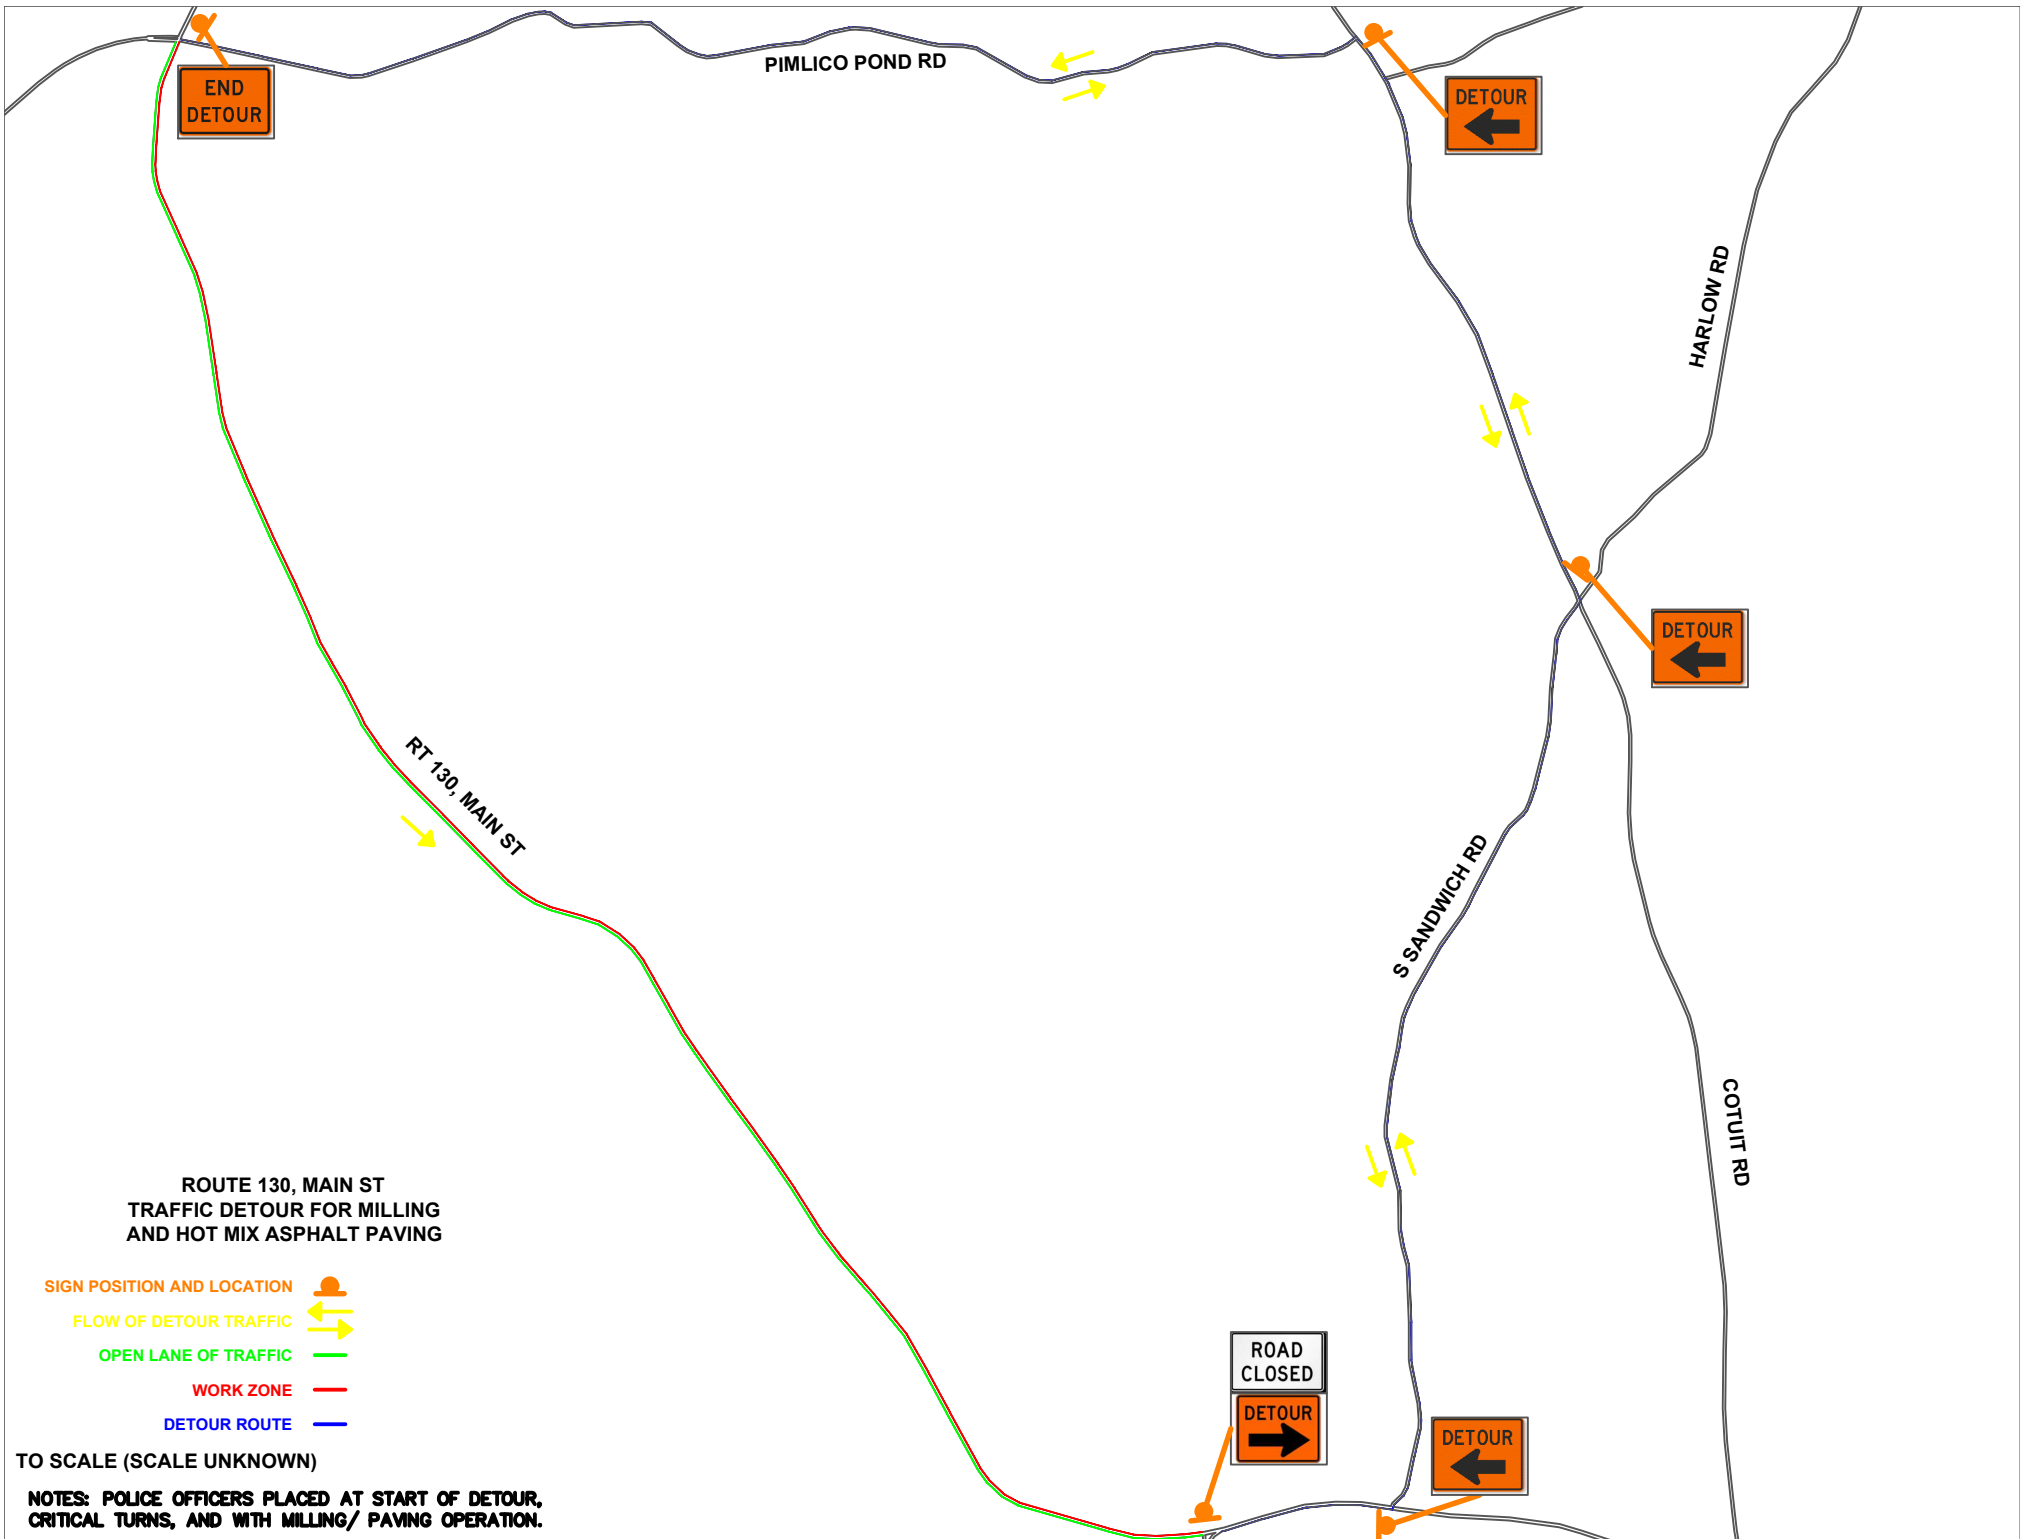 PIMLICO POND RD
END
DETOUR
DETOUR
HARLOW RD
DETOUR
RT 130, MAIN ST
S SANDWICH RD
COTUIT RD
ROUTE 130, MAIN ST
TRAFFIC DETOUR FOR MILLING
AND HOT MIX ASPHALT PAVING
SIGN POSITION AND LOCATION
FLOW OF DETOUR TRAFFIC
OPEN LANE OF TRAFFIC
WORK ZONE
DETOUR ROUTE
TO SCALE (SCALE UNKNOWN)
NOTES: POLICE OFFICERS PLACED AT START OF DETOUR,
CRITICAL TURNS, AND WITH MILLING/ PAVING OPERATION.
ROAD
CLOSED
DETOUR
DETOUR